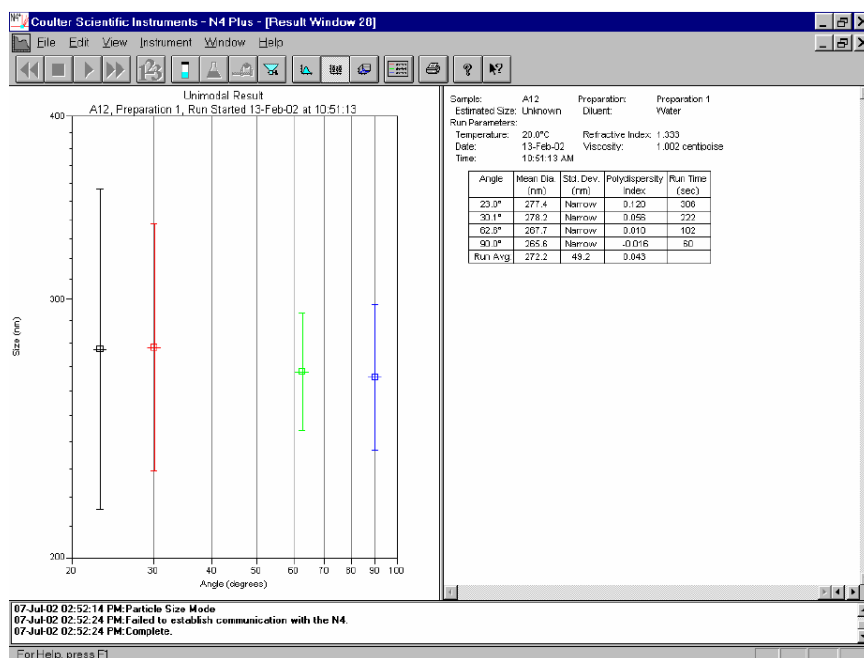 Coulter Scientific Instruments - N4 Plus - [Result Window 28]
File Edit View Instrument Window Help
123
Unimodal Result
A12, Preparation 1, Run Started 13-Feb-02 at 10:51:13
400
300
200
Size (nm)
20 30 40 50 60 70 80 90 100
Angle (degrees)
Sample: A12 Preparation: Preparation 1
Estimated Size: Unknown Diluent: Water
Run Parameters:
Temperature: 20.0°C Refractive Index: 1.333
Date: 13-Feb-02 Viscosity: 1.002 centipoise
Time: 10:51:13 AM
Angle Mean Dia. Std. Dev. Polydispersity Run Time
(nm) (nm) Index (sec)
23.0° 277.4 Narrow 0.120 306
30.1° 278.2 Narrow 0.056 222
62.6° 267.7 Narrow 0.010 102
90.0° 265.6 Narrow -0.016 60
Run Avg: 272.2 49.2 0.043
07-Jul-02 02:52:14 PM:Particle Size Mode
07-Jul-02 02:52:24 PM:Failed to establish communication with the N4.
07-Jul-02 02:52:24 PM:Complete.
For Help, press F1